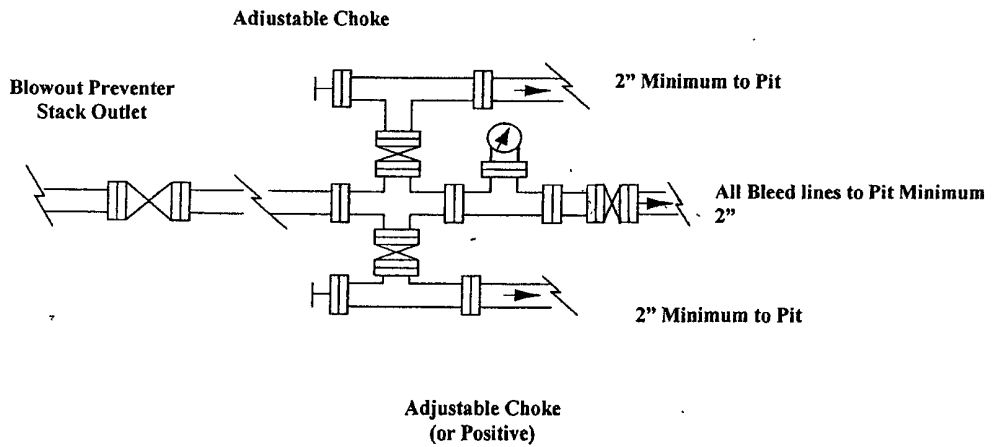 Adjustable Choke
Blowout Preventer
Stack Outlet
2” Minimum to Pit
All Bleed lines to Pit Minimum
2”
2” Minimum to Pit
Adjustable Choke
(or Positive)